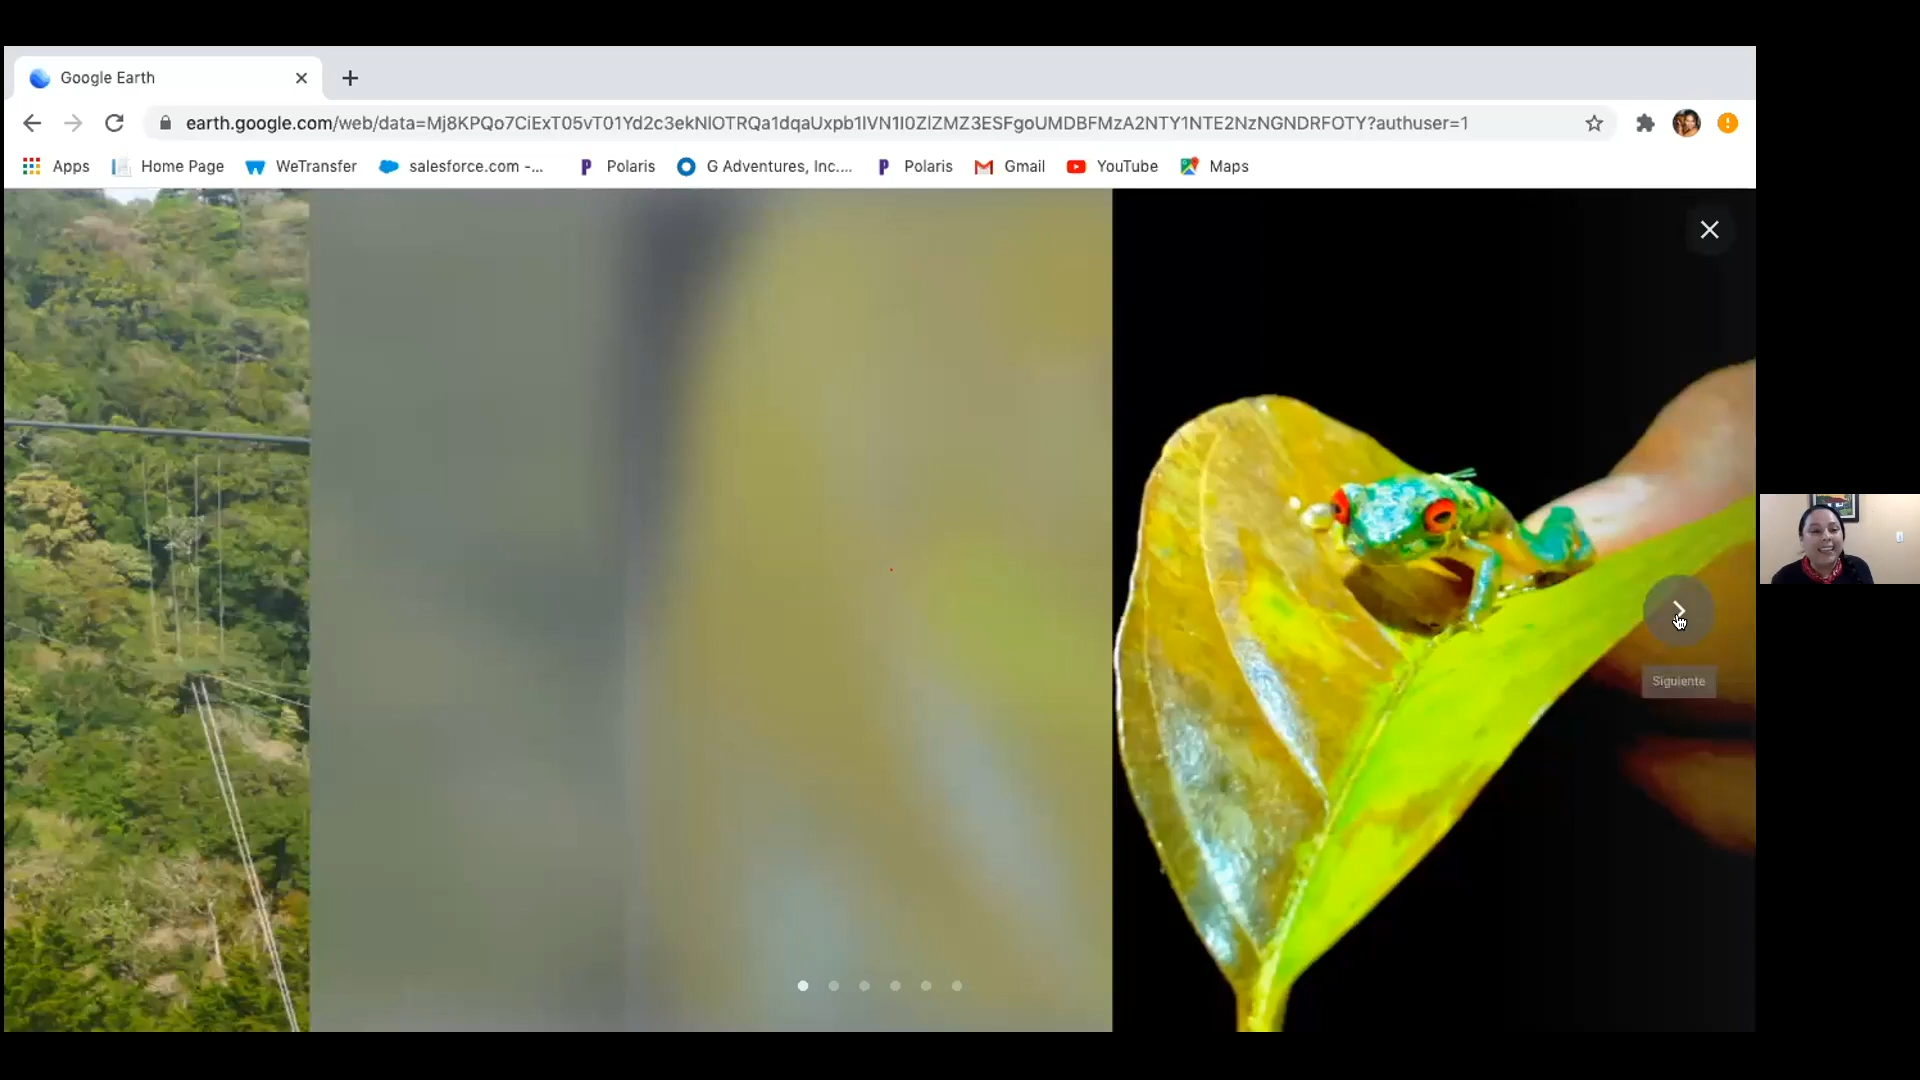 Google Earth
earth.google.com/web/data=Mj8KPQo7CiExT05vT01Yd2c3ekNlOTRQa1dqaUxpb1lVN1I0ZlZMZ3ESFgoUMDBFMzA2NTY1NTE2NzNGNDRFOTY?authuser=1
Apps Home Page WeTransfer salesforce.com -... Polaris G Adventures, Inc.... Polaris Gmail YouTube Maps
Siguiente